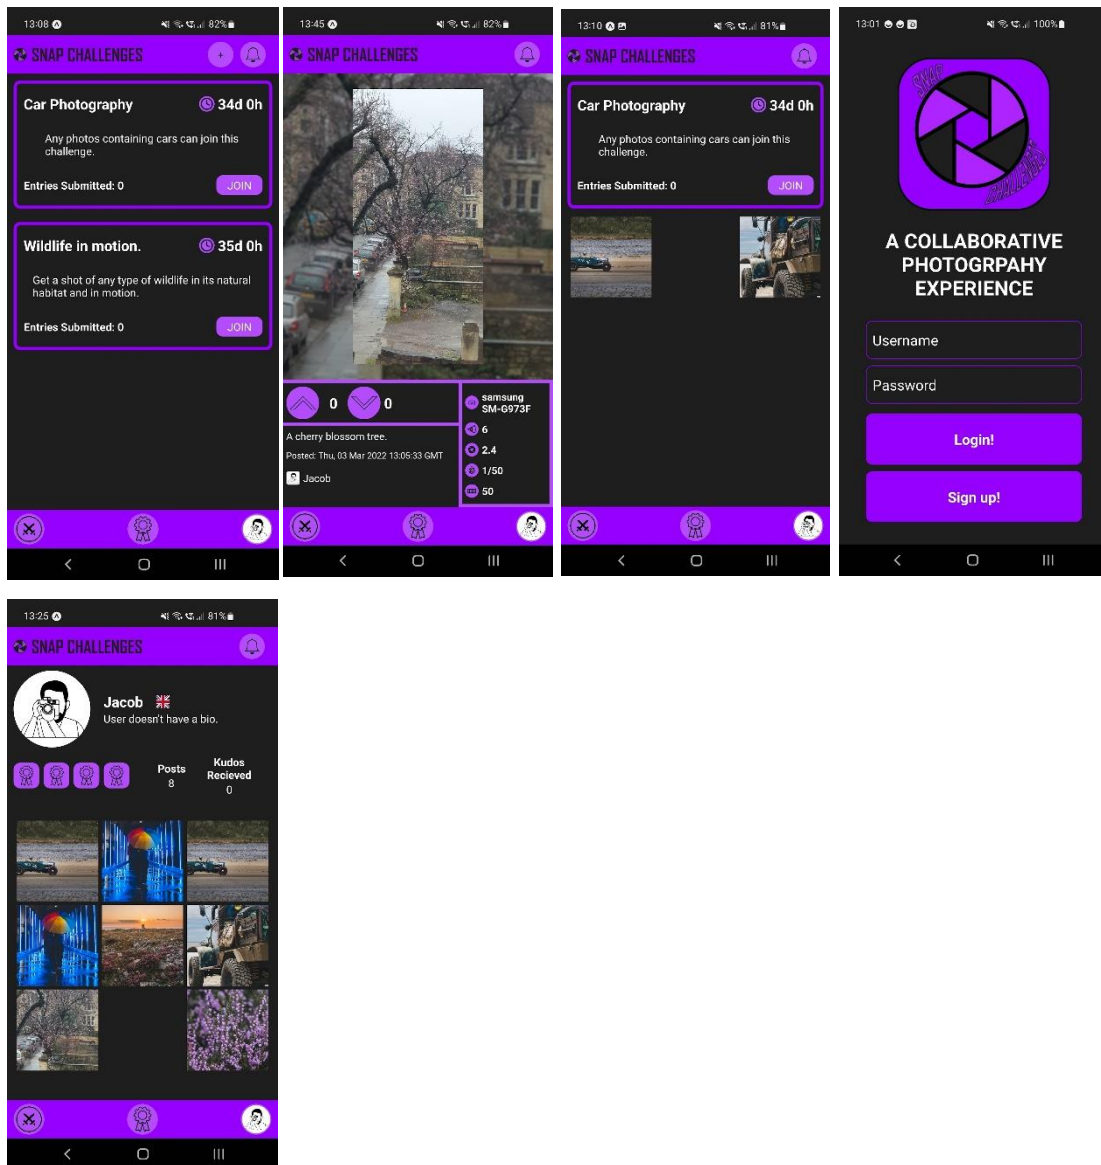 13:08 82%
SNAP CHALLENGES
+
Car Photography 34d 0h
Any photos containing cars can join this
challenge.
Entries Submitted: 0 JOIN
Wildlife in motion. 35d 0h
Get a shot of any type of wildlife in its natural
habitat and in motion.
Entries Submitted: 0 JOIN
13:45 82%
SNAP CHALLENGES
0 0
A cherry blossom tree.
Posted: Thu, 03 Mar 2022 13:05:33 GMT
Jacob
samsung
SM-G973F
6
2.4
1/50
50
13:10 81%
SNAP CHALLENGES
Car Photography 34d 0h
Any photos containing cars can join this
challenge.
Entries Submitted: 0 JOIN
13:01 100%
SNAP
CHALLENGES
A COLLABORATIVE
PHOTOGRPAHY
EXPERIENCE
Username
Password
Login!
Sign up!
13:25 81%
SNAP CHALLENGES
Jacob
User doesn't have a bio.
Posts
8
Kudos
Recieved
0